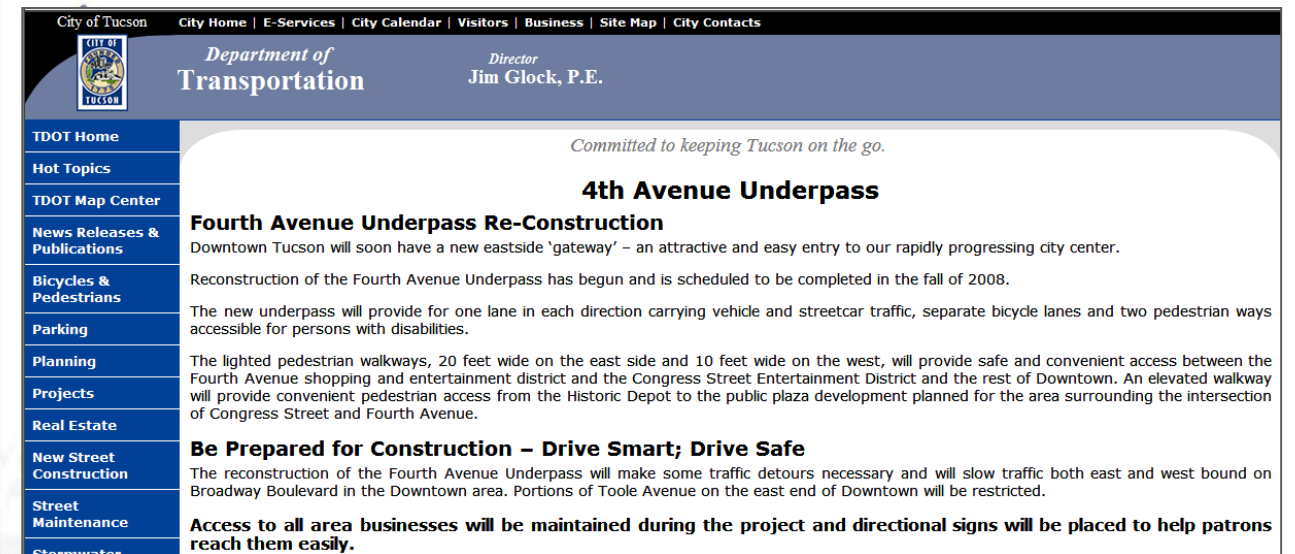 City of Tucson
City Home | E-Services | City Calendar | Visitors | Business | Site Map | City Contacts
CITY OF
TUCSON
Department of
Transportation
Director
Jim Glock, P.E.
TDOT Home
Hot Topics
TDOT Map Center
News Releases &
Publications
Bicycles &
Pedestrians
Parking
Planning
Projects
Real Estate
New Street
Construction
Street
Maintenance
Stormwater
Committed to keeping Tucson on the go.
4th Avenue Underpass
Fourth Avenue Underpass Re-Construction
Downtown Tucson will soon have a new eastside ‘gateway’ – an attractive and easy entry to our rapidly progressing city center.
Reconstruction of the Fourth Avenue Underpass has begun and is scheduled to be completed in the fall of 2008.
The new underpass will provide for one lane in each direction carrying vehicle and streetcar traffic, separate bicycle lanes and two pedestrian ways
accessible for persons with disabilities.
The lighted pedestrian walkways, 20 feet wide on the east side and 10 feet wide on the west, will provide safe and convenient access between the
Fourth Avenue shopping and entertainment district and the Congress Street Entertainment District and the rest of Downtown. An elevated walkway
will provide convenient pedestrian access from the Historic Depot to the public plaza development planned for the area surrounding the intersection
of Congress Street and Fourth Avenue.
Be Prepared for Construction – Drive Smart; Drive Safe
The reconstruction of the Fourth Avenue Underpass will make some traffic detours necessary and will slow traffic both east and west bound on
Broadway Boulevard in the Downtown area. Portions of Toole Avenue on the east end of Downtown will be restricted.
Access to all area businesses will be maintained during the project and directional signs will be placed to help patrons
reach them easily.